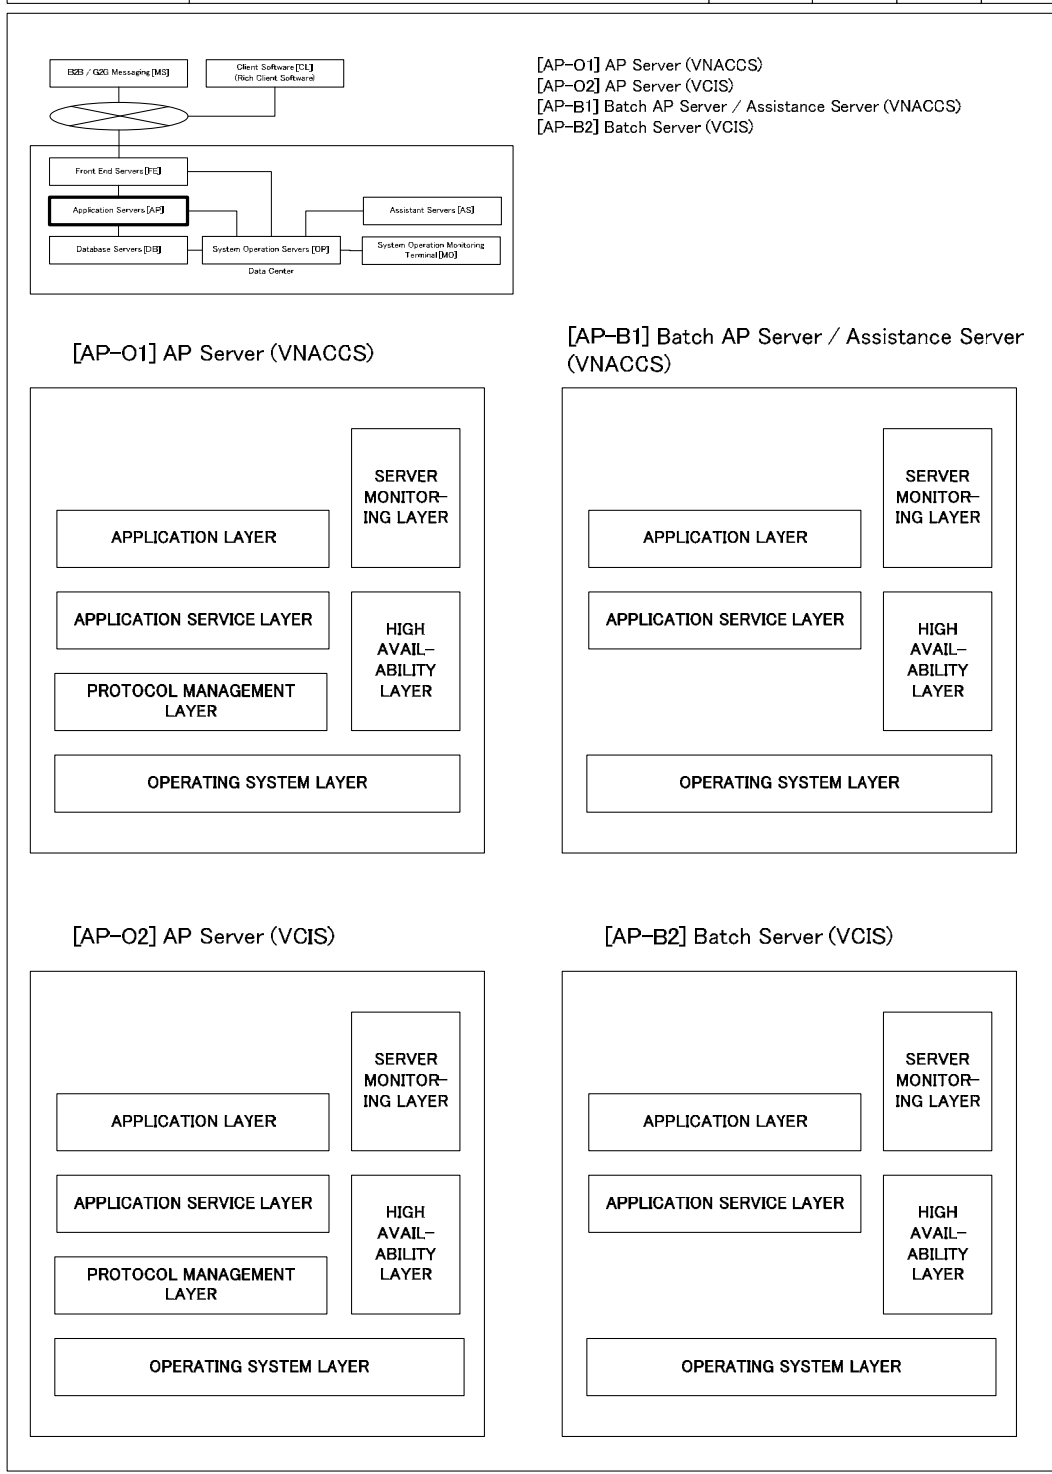 B2B / G2G Messaging [MS]
Client Software [CL]
(Rich Client Software)
[AP-O1] AP Server (VNACCS)
[AP-O2] AP Server (VCIS)
[AP-B1] Batch AP Server / Assistance Server (VNACCS)
[AP-B2] Batch Server (VCIS)
Front End Servers [FE]
Application Servers [AP]
Assistant Servers [AS]
Database Servers [DB]
System Operation Servers [OP]
System Operation Monitoring
Terminal [MO]
Data Center
[AP-O1] AP Server (VNACCS)
SERVER
MONITOR-
ING LAYER
APPLICATION LAYER
APPLICATION SERVICE LAYER
HIGH
AVAIL-
ABILITY
LAYER
PROTOCOL MANAGEMENT
LAYER
OPERATING SYSTEM LAYER
[AP-B1] Batch AP Server / Assistance Server
(VNACCS)
SERVER
MONITOR-
ING LAYER
APPLICATION LAYER
APPLICATION SERVICE LAYER
HIGH
AVAIL-
ABILITY
LAYER
OPERATING SYSTEM LAYER
[AP-O2] AP Server (VCIS)
SERVER
MONITOR-
ING LAYER
APPLICATION LAYER
APPLICATION SERVICE LAYER
HIGH
AVAIL-
ABILITY
LAYER
PROTOCOL MANAGEMENT
LAYER
OPERATING SYSTEM LAYER
[AP-B2] Batch Server (VCIS)
SERVER
MONITOR-
ING LAYER
APPLICATION LAYER
APPLICATION SERVICE LAYER
HIGH
AVAIL-
ABILITY
LAYER
OPERATING SYSTEM LAYER